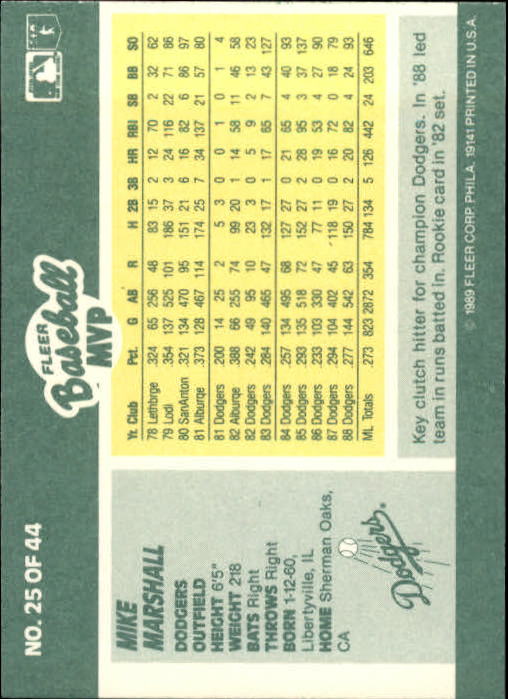 NO. 25 OF 44
FLEER
Baseball
MVP
MIKE
MARSHALL
DODGERS
OUTFIELD
HEIGHT 6'5"
WEIGHT 218
BATS Right
THROWS Right
BORN 1-12-60,
Libertyville, IL
HOME Sherman Oaks,
CA
Dodgers
Yr. Club Pct. G AB R H 2B 3B HR RBI SB BB SO
78 Lethbrge .324 65 256 48 83 15 2 12 70 2 32 62
79 Lodi .354 137 525 101 186 37 3 24 116 22 71 66
80 SanAnton .321 134 470 95 151 21 6 16 82 6 86 97
81 Alburqe .373 128 467 114 174 25 7 34 137 21 57 80
81 Dodgers .200 14 25 2 5 3 0 0 1 0 1 4
82 Alburqe .388 66 255 74 99 20 1 14 58 11 46 58
82 Dodgers .242 49 95 10 23 3 0 5 9 2 13 23
83 Dodgers .284 140 465 47 132 17 1 17 65 7 43 127
84 Dodgers .257 134 495 68 127 27 0 21 65 4 40 93
85 Dodgers .293 135 518 72 152 27 2 28 95 3 37 137
86 Dodgers .233 103 330 47 77 11 0 19 53 4 27 90
87 Dodgers .294 104 402 45 118 19 0 16 72 0 18 79
88 Dodgers .277 144 542 63 150 27 2 20 82 4 24 93
ML Totals .273 823 2872 354 784 134 5 126 442 24 203 646
Key clutch hitter for champion Dodgers. In '88 led
team in runs batted in. Rookie card in '82 set.
© 1989 FLEER CORP. PHILA. 19141 PRINTED IN U.S.A.